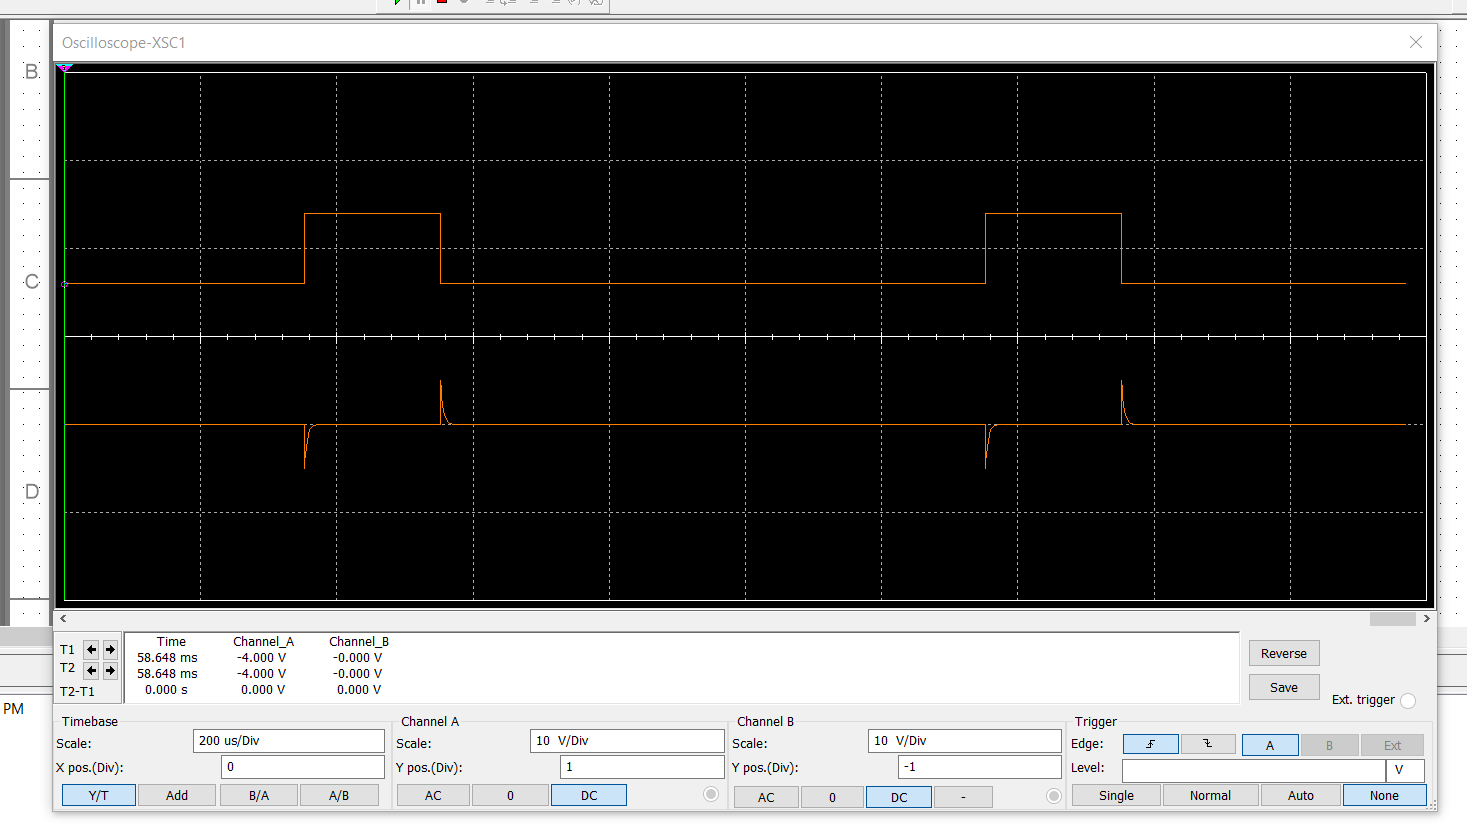 Oscilloscope-XSC1
B
C
D
T1
T2
T2-T1
Time Channel_A Channel_B
58.648 ms -4.000 V -0.000 V
58.648 ms -4.000 V -0.000 V
0.000 s 0.000 V 0.000 V
Reverse
Save
Ext. trigger
PM
Timebase
Scale: 200 us/Div
X pos.(Div): 0
Y/T Add B/A A/B
Channel A
Scale: 10 V/Div
Y pos.(Div): 1
AC 0 DC
Channel B
Scale: 10 V/Div
Y pos.(Div): -1
AC 0 DC -
Trigger
Edge: A B Ext
Level: V
Single Normal Auto None